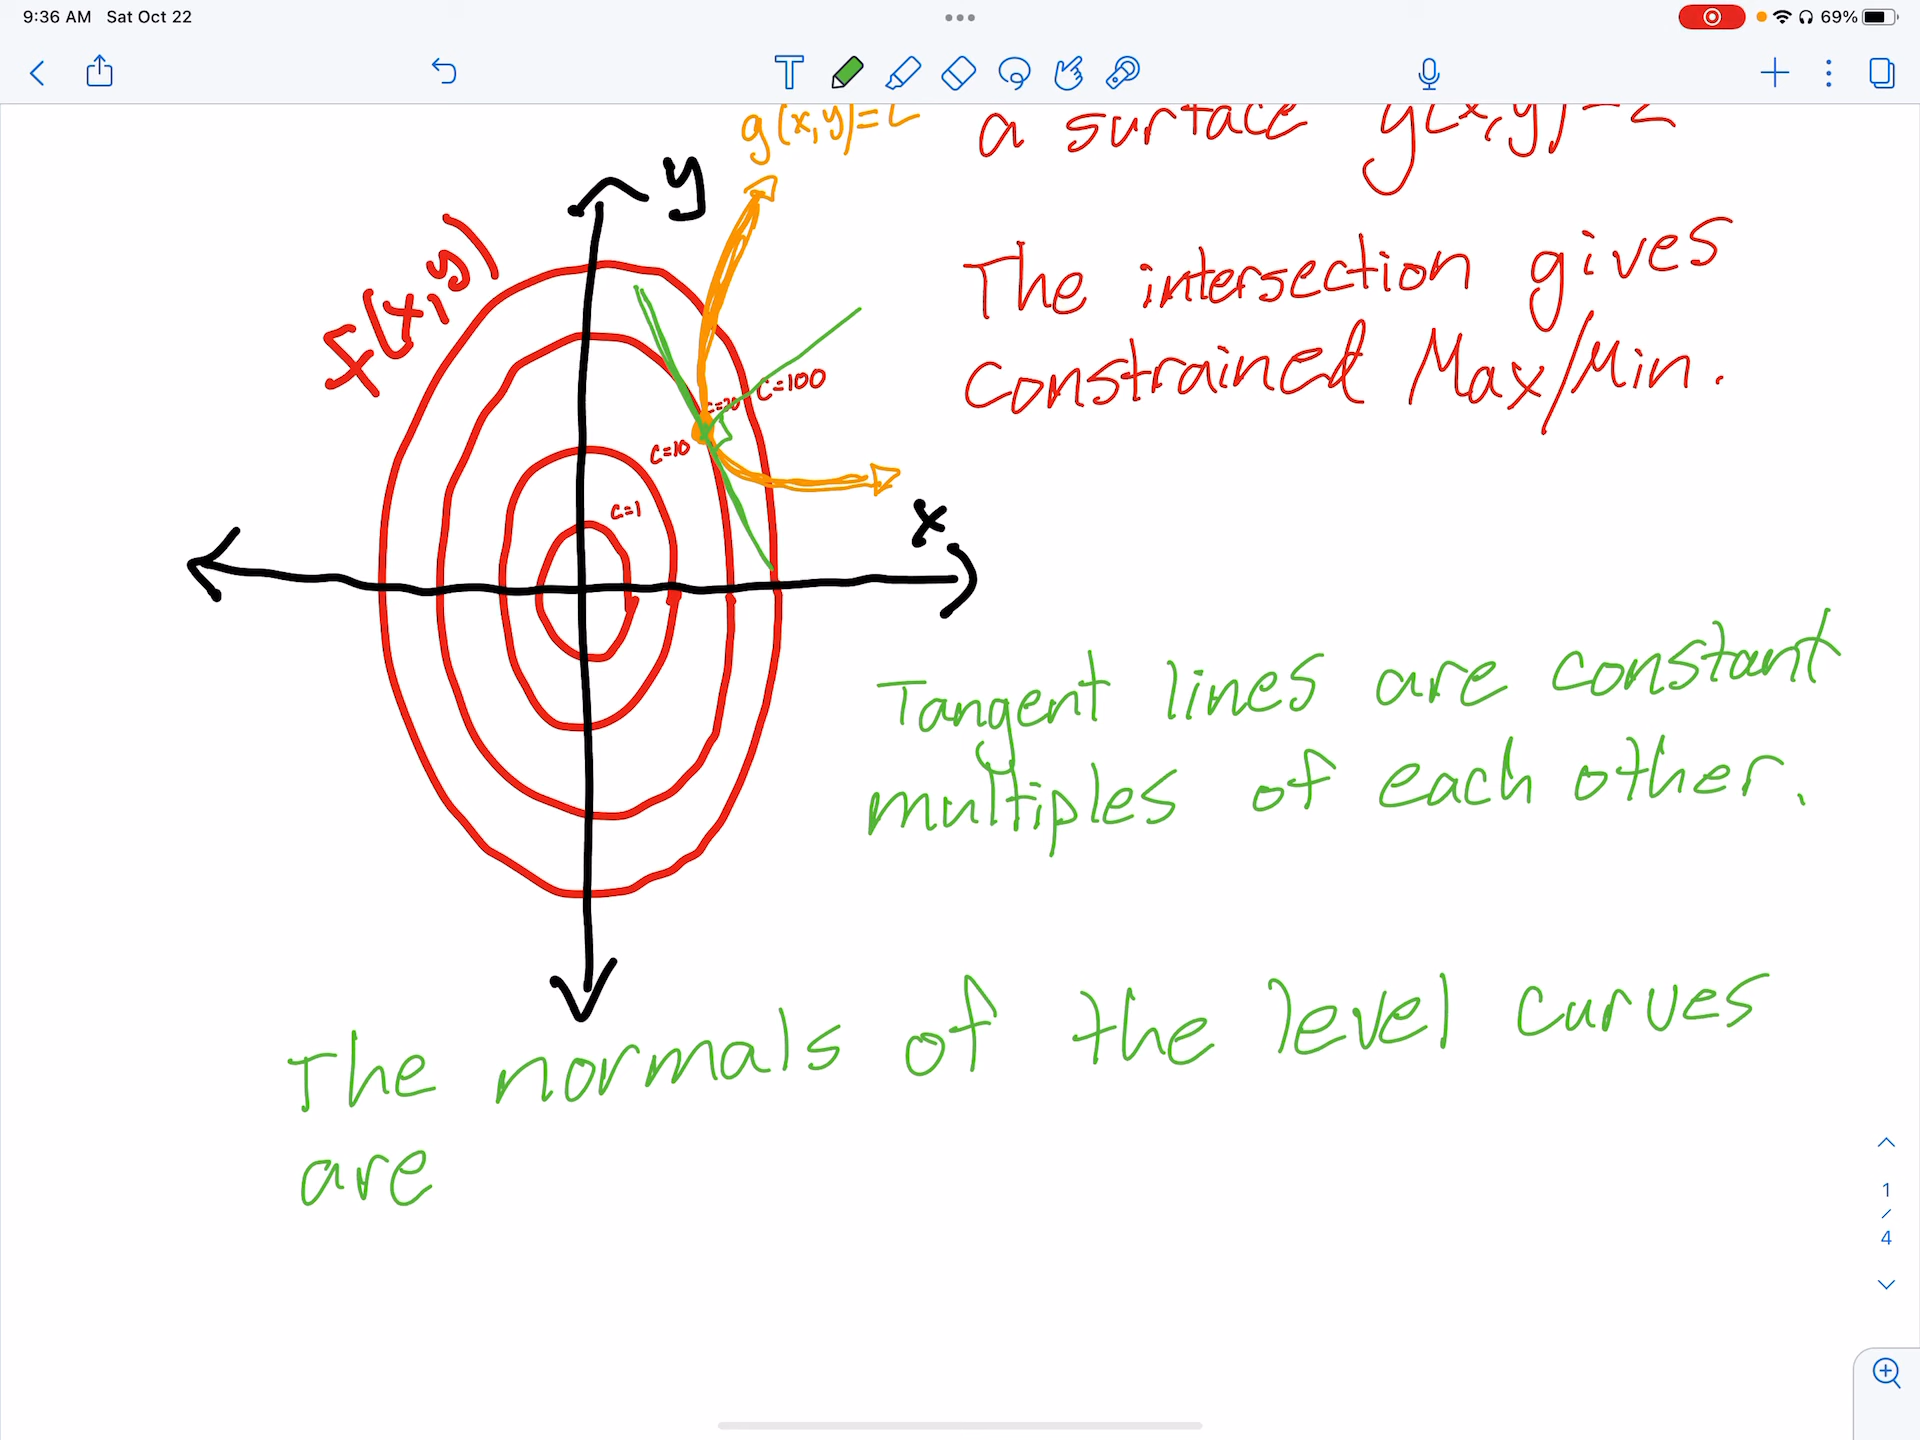 9:36 AM Sat Oct 22
69%
T
g(x,y)=
a surface
y
f(x,y)
The intersection gives
constrained Max/Min.
C=100
C=10
C=1
x
Tangent lines are constant
multiples of each other.
The normals of the level curves
are
1
/
4